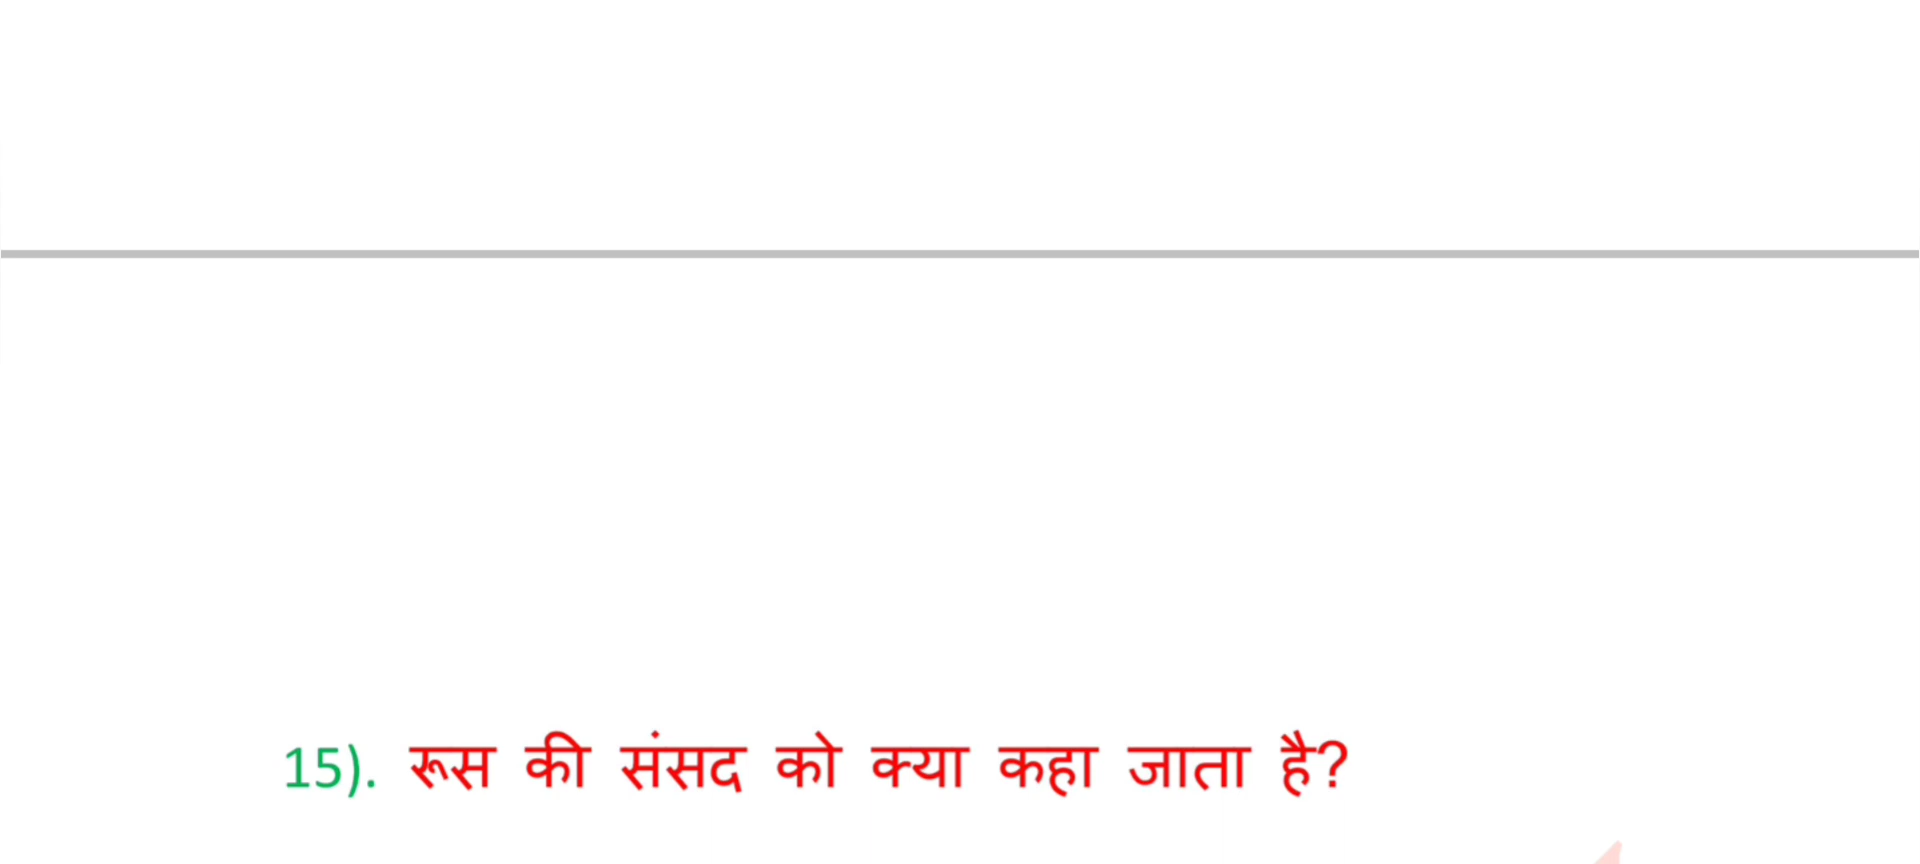 15). रूस की संसद को क्या कहा जाता है?